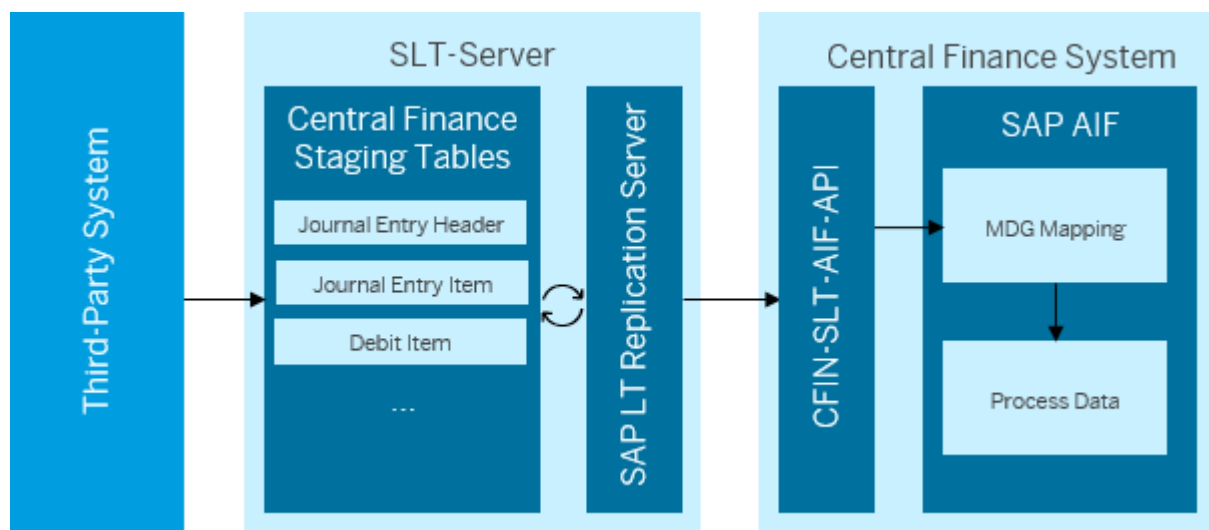 Third-Party System
SLT-Server
Central Finance
Staging Tables
Journal Entry Header
Journal Entry Item
Debit Item
...
SAP LT Replication Server
Central Finance System
CFIN-SLT-AIF-API
SAP AIF
MDG Mapping
Process Data